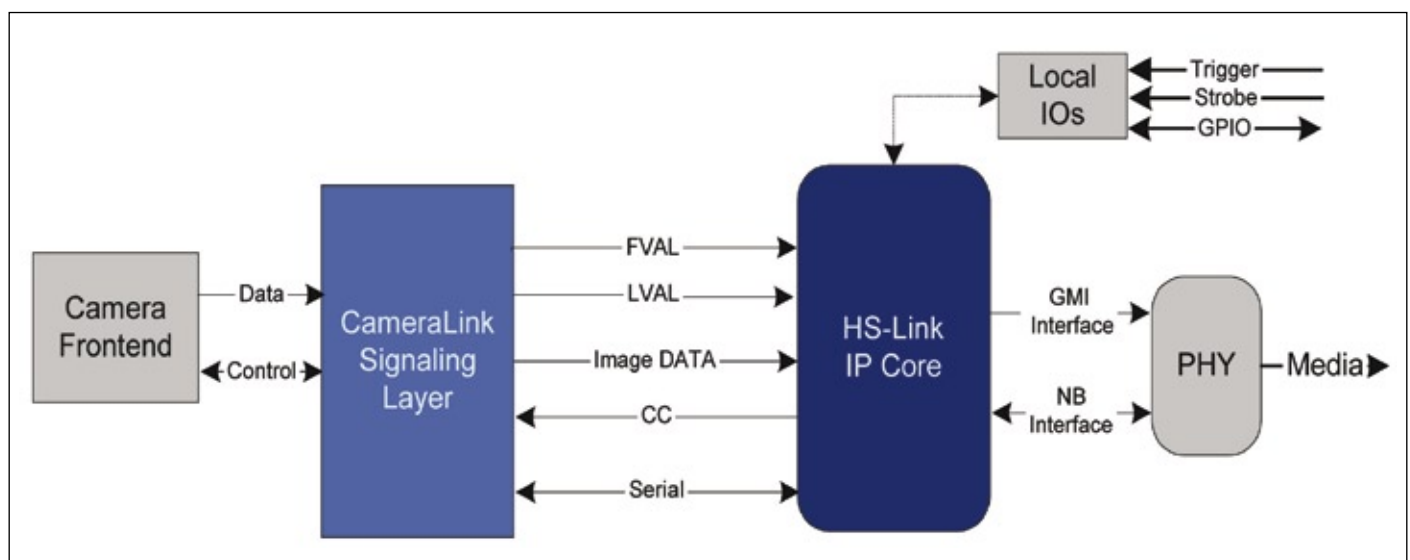 Local
IOs
Trigger
Strobe
GPIO
Camera
Frontend
Data
Control
CameraLink
Signaling
Layer
FVAL
LVAL
Image DATA
CC
Serial
HS-Link
IP Core
GMI
Interface
NB
Interface
PHY
Media